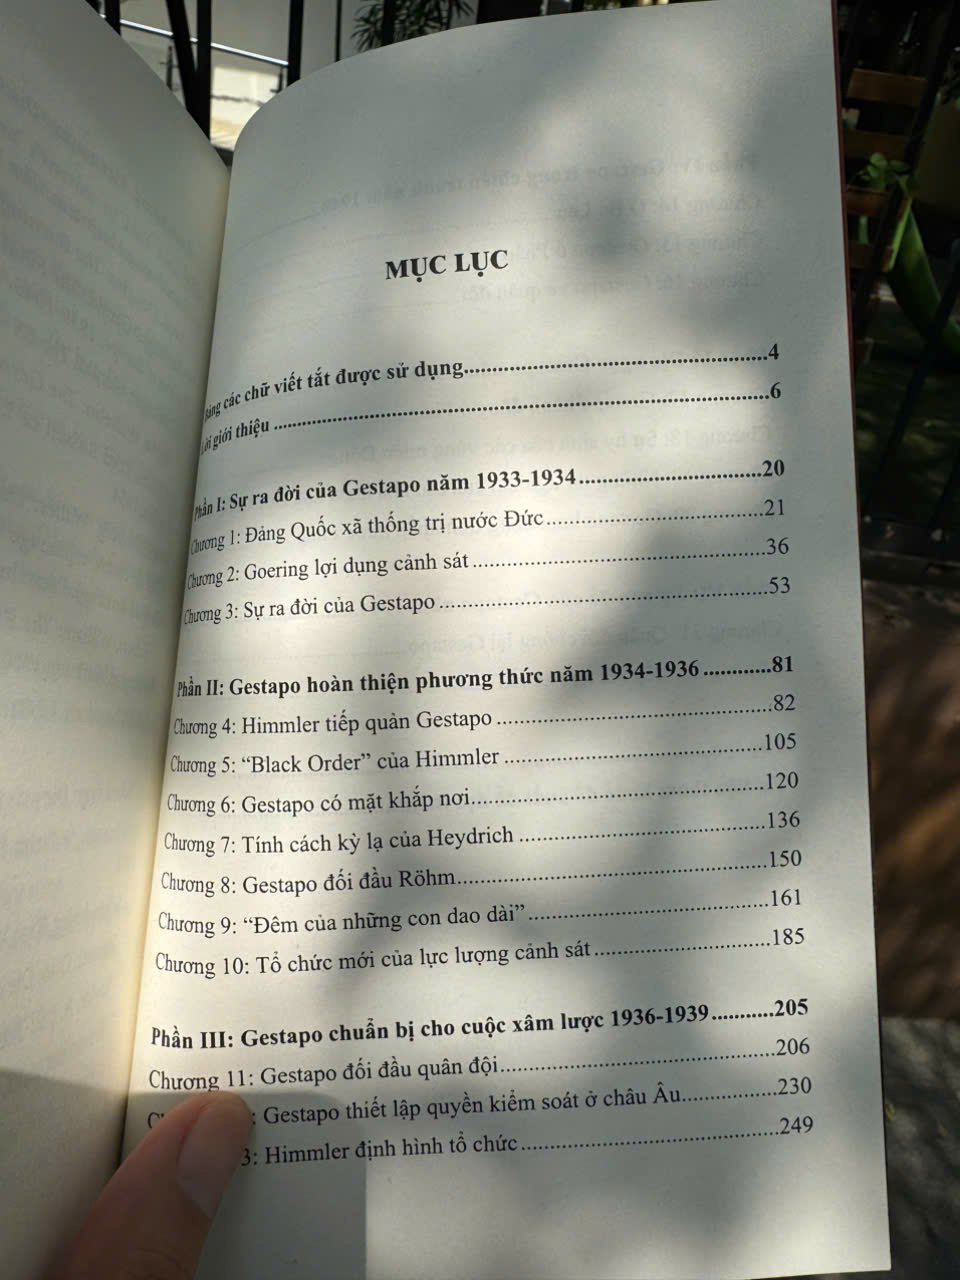 MỤC LỤC
Bảng các chữ viết tắt được sử dụng..........4
Lời giới thiệu..........6
Phần I: Sự ra đời của Gestapo năm 1933-1934..........20
Chương 1: Đảng Quốc xã thống trị nước Đức..........21
Chương 2: Goering lợi dụng cảnh sát..........36
Chương 3: Sự ra đời của Gestapo..........53
Phần II: Gestapo hoàn thiện phương thức năm 1934-1936..........81
Chương 4: Himmler tiếp quản Gestapo..........82
Chương 5: “Black Order” của Himmler..........105
Chương 6: Gestapo có mặt khắp nơi..........120
Chương 7: Tính cách kỳ lạ của Heydrich..........136
Chương 8: Gestapo đối đầu Röhm..........150
Chương 9: “Đêm của những con dao dài”..........161
Chương 10: Tổ chức mới của lực lượng cảnh sát..........185
Phần III: Gestapo chuẩn bị cho cuộc xâm lược 1936-1939..........205
Chương 11: Gestapo đối đầu quân đội..........206
: Gestapo thiết lập quyền kiểm soát ở châu Âu..........230
3: Himmler định hình tổ chức..........249